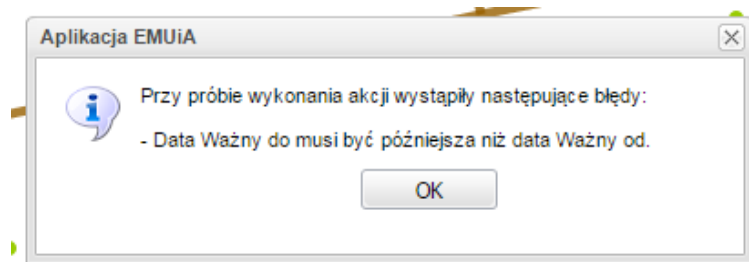 Aplikacja EMUiA
Przy próbie wykonania akcji wystąpiły następujące błędy:
- Data Ważny do musi być późniejsza niż data Ważny od.
OK